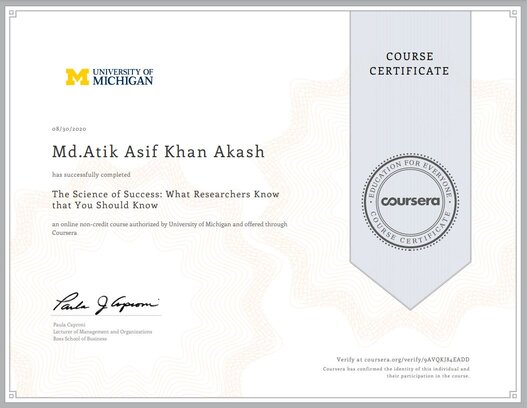 UNIVERSITY OF
MICHIGAN
COURSE
CERTIFICATE
08/30/2020
Md.Atik Asif Khan Akash
has successfully completed
The Science of Success: What Researchers Know
that You Should Know
an online non-credit course authorized by University of Michigan and offered through
Coursera
EDUCATION FOR EVERYONE
coursera
COURSE CERTIFICATE
Paula J Caproni
Paula Caproni
Lecturer of Management and Organizations
Ross School of Business
Verify at coursera.org/verify/9AVQKJ84EADD
Coursera has confirmed the identity of this individual and
their participation in the course.